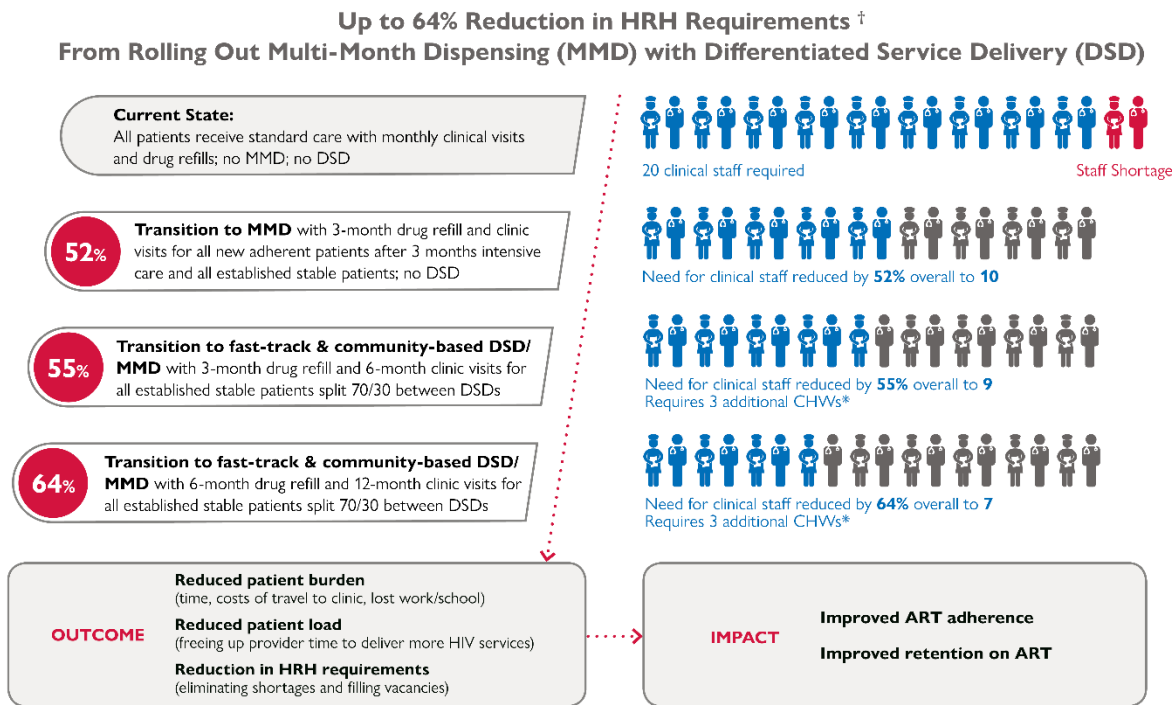 Up to 64% Reduction in HRH Requirements †
From Rolling Out Multi-Month Dispensing (MMD) with Differentiated Service Delivery (DSD)
Current State:
All patients receive standard care with monthly clinical visits
and drug refills; no MMD; no DSD
20 clinical staff required
Staff Shortage
52%
Transition to MMD with 3-month drug refill and clinic
visits for all new adherent patients after 3 months intensive
care and all established stable patients; no DSD
Need for clinical staff reduced by 52% overall to 10
55%
Transition to fast-track & community-based DSD/
MMD with 3-month drug refill and 6-month clinic visits for
all established stable patients split 70/30 between DSDs
Need for clinical staff reduced by 55% overall to 9
Requires 3 additional CHWs*
64%
Transition to fast-track & community-based DSD/
MMD with 6-month drug refill and 12-month clinic visits for
all established stable patients split 70/30 between DSDs
Need for clinical staff reduced by 64% overall to 7
Requires 3 additional CHWs*
OUTCOME
Reduced patient burden
(time, costs of travel to clinic, lost work/school)
Reduced patient load
(freeing up provider time to deliver more HIV services)
Reduction in HRH requirements
(eliminating shortages and filling vacancies)
IMPACT
Improved ART adherence
Improved retention on ART